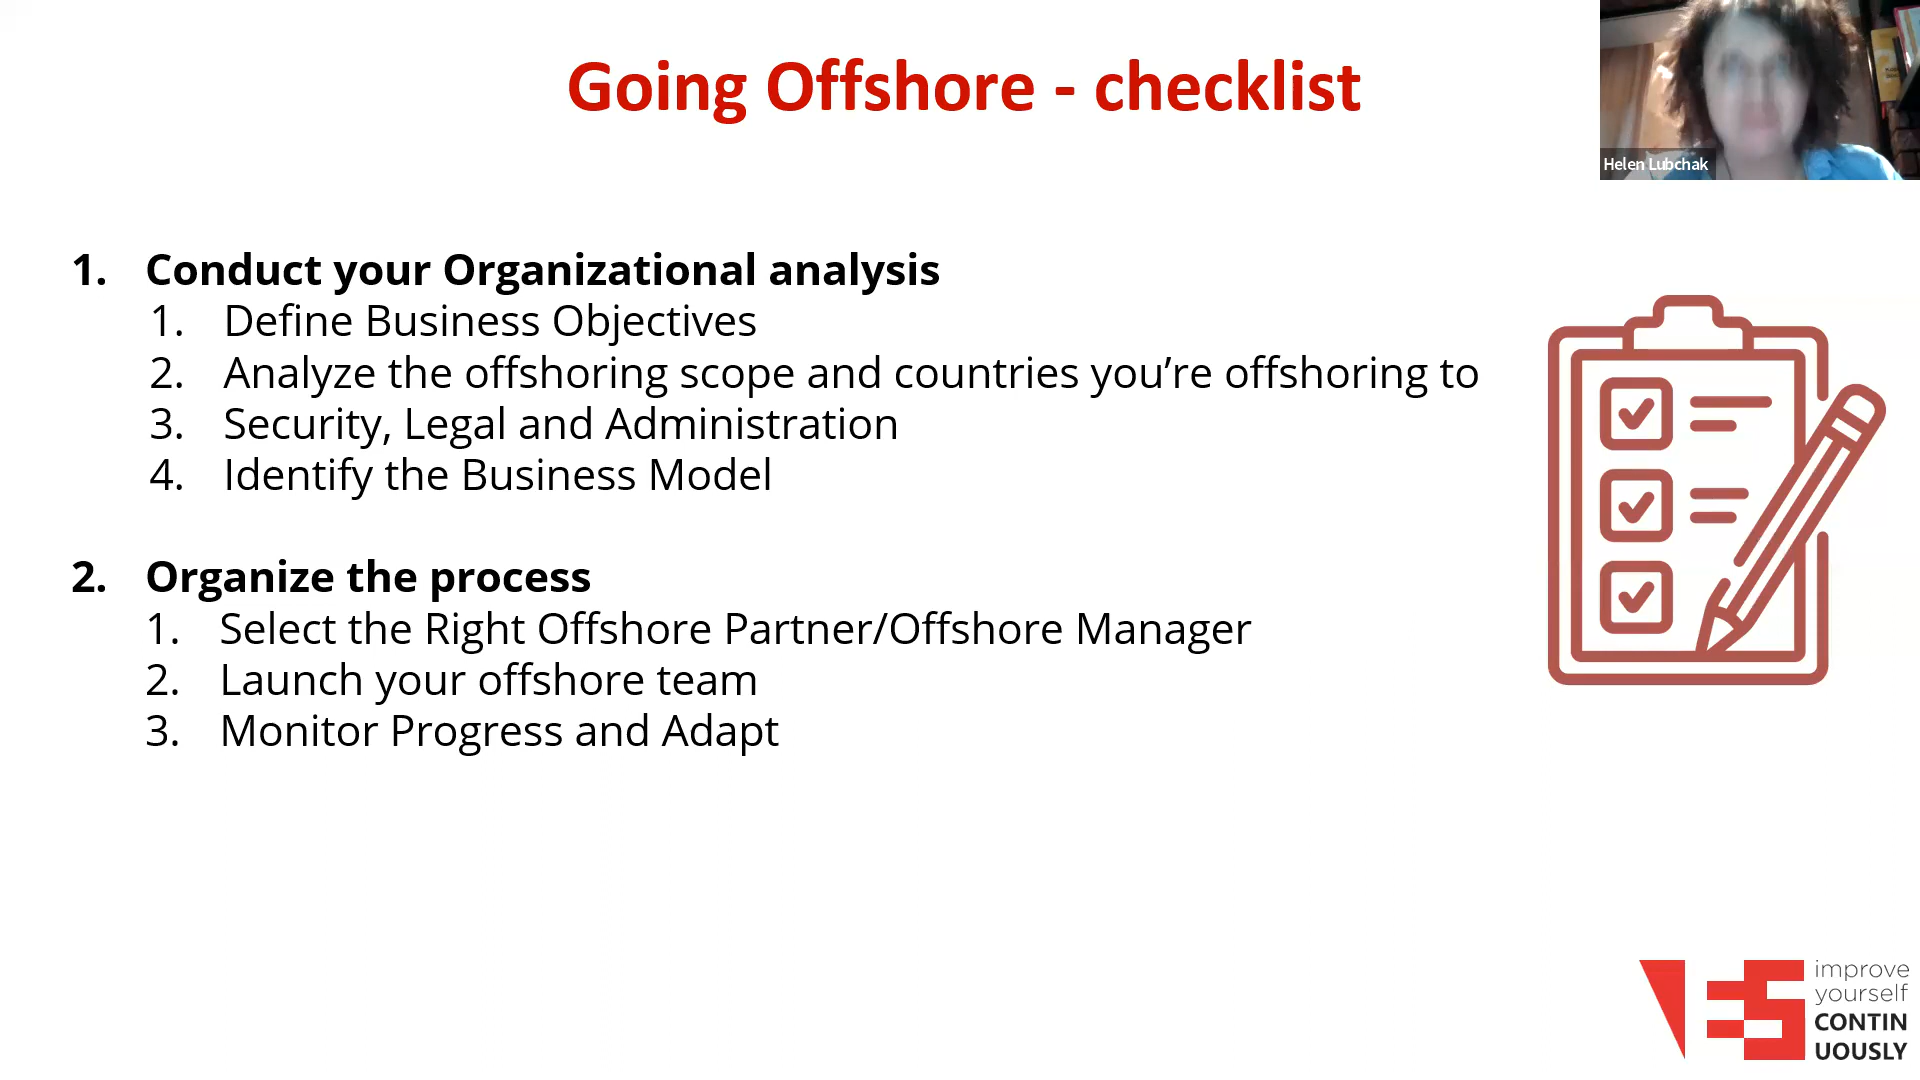 Going Offshore - checklist
Helen Lubchak
1. Conduct your Organizational analysis
1. Define Business Objectives
2. Analyze the offshoring scope and countries you’re offshoring to
3. Security, Legal and Administration
4. Identify the Business Model
2. Organize the process
1. Select the Right Offshore Partner/Offshore Manager
2. Launch your offshore team
3. Monitor Progress and Adapt
improve
yourself
CONTIN
UOUSLY